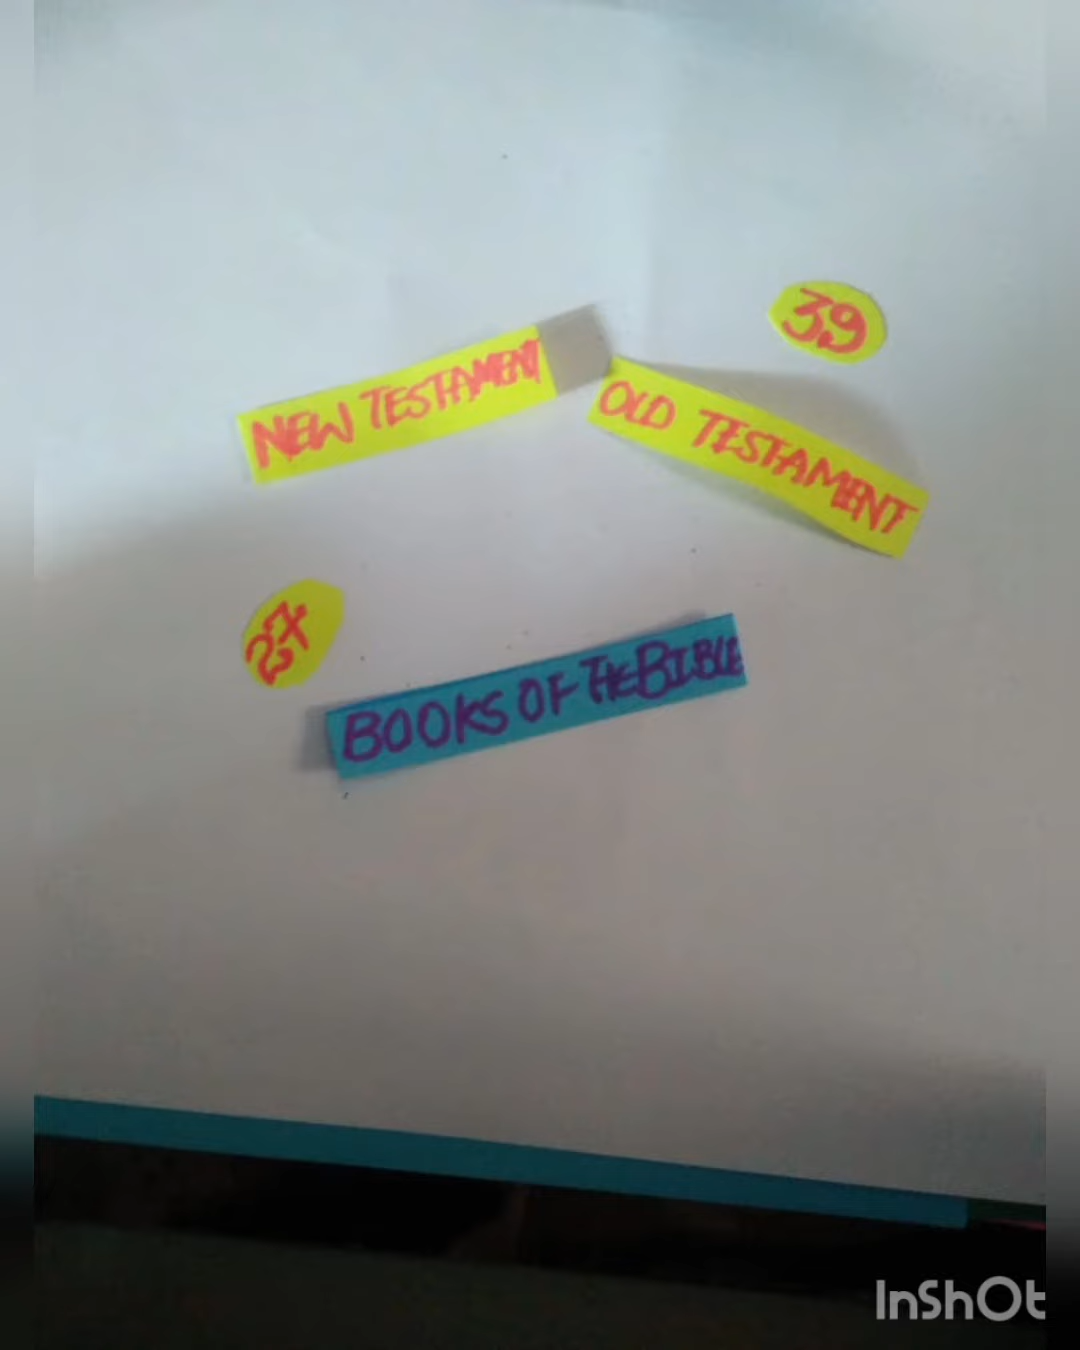 39
NEW TESTAMENT
OLD TESTAMENT
27
BOOKS OF THE BIBLE
InShOt